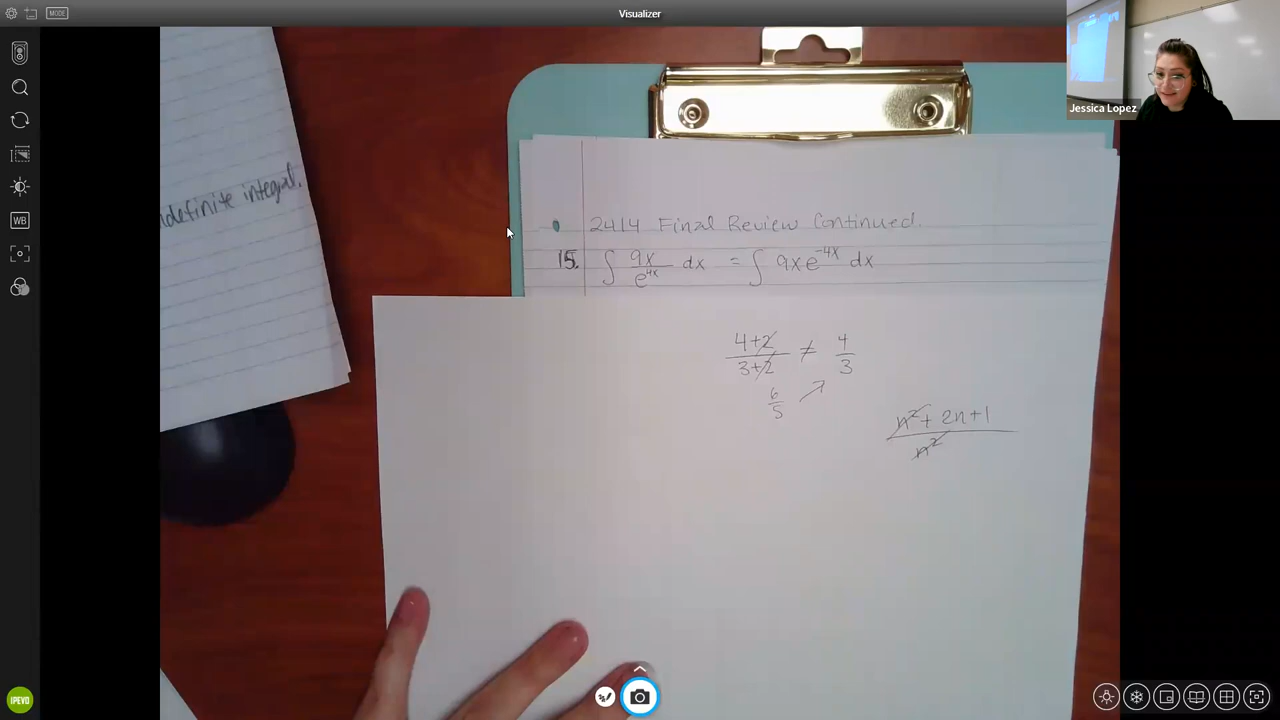 MODE
Visualizer
Jessica Lopez
WB
indefinite integral.
2414 Final Review Continued.
15. ∫ 9x/e^4x dx = ∫ 9xe^-4x dx
4+2/3+2 ≠ 4/3
6/5
n²+2n+1/n²
IPEVO